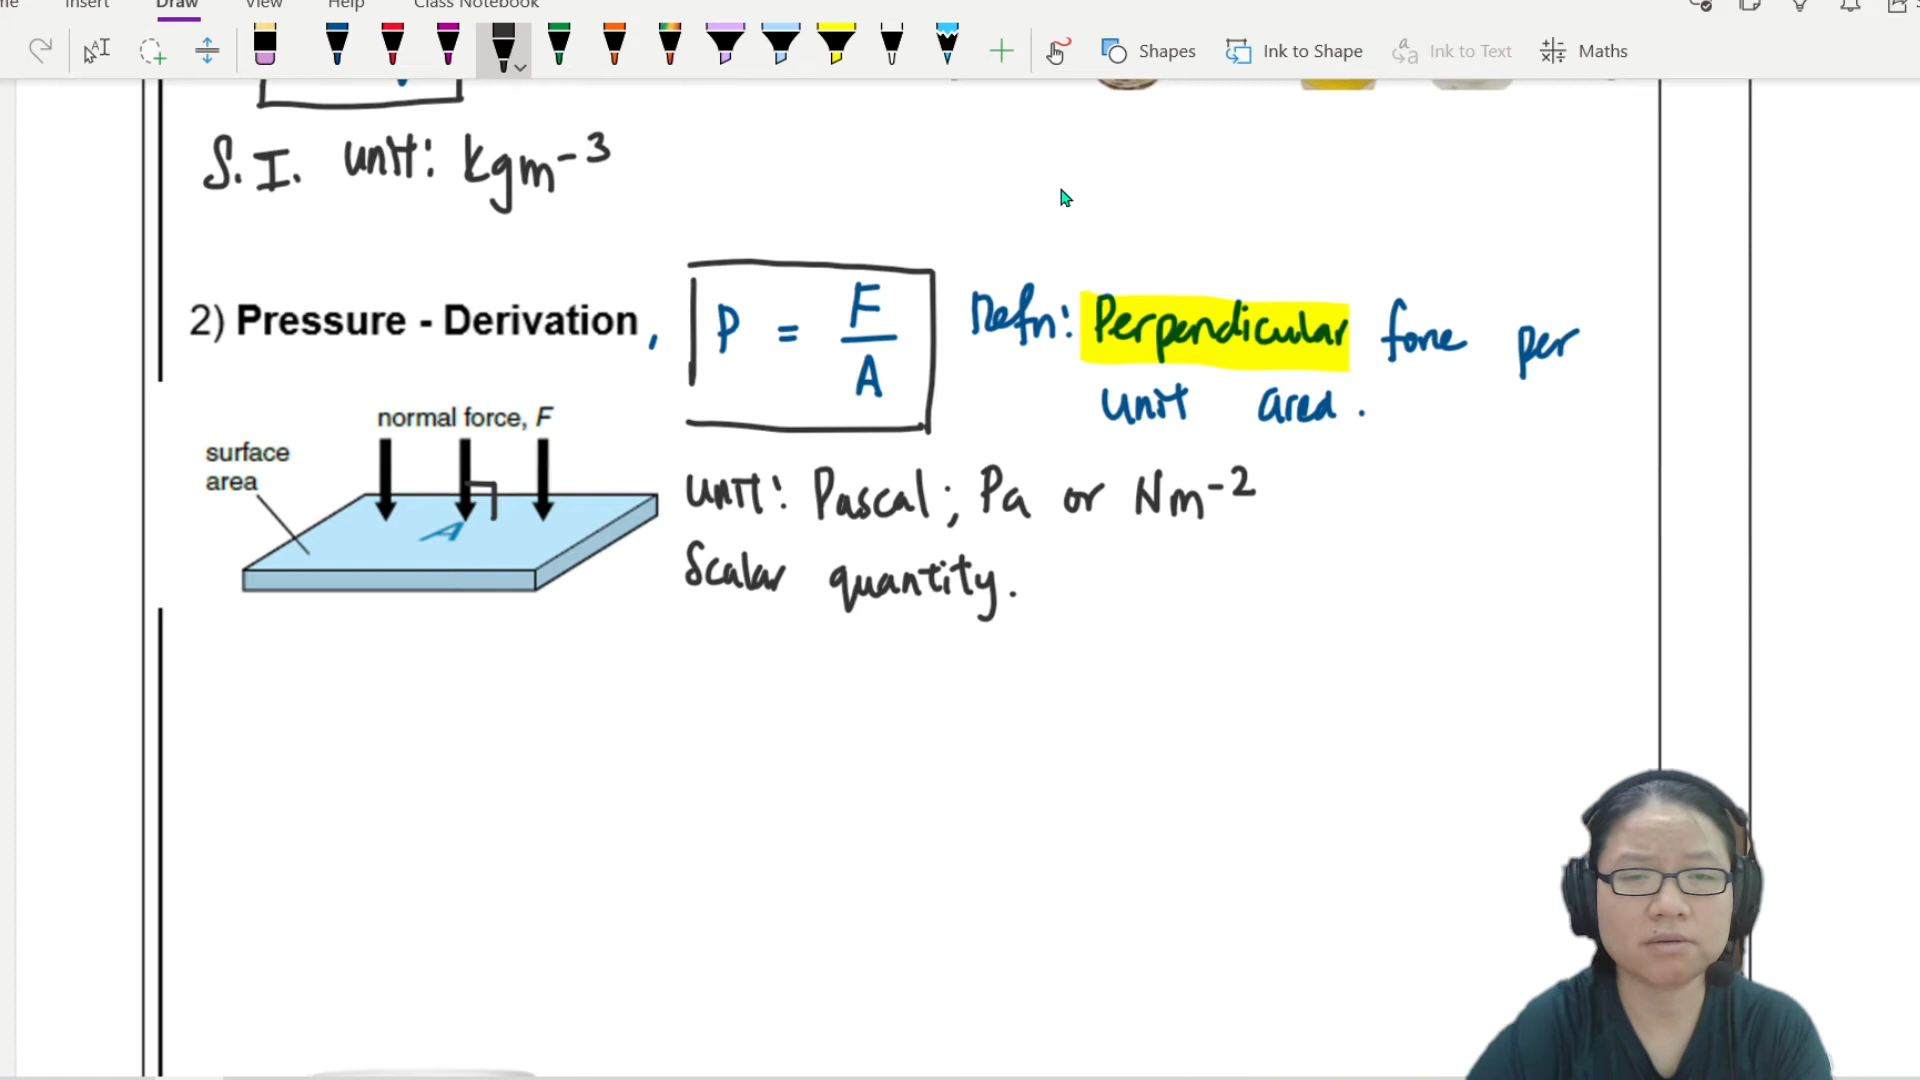 Insert Draw View Help Class Notebook
Shapes Ink to Shape Ink to Text Maths
S.I. unit: kgm⁻³
2) Pressure - Derivation, P = F/A Defn: Perpendicular force per
unit area.
normal force, F
surface
area
A
unit: Pascal; Pa or Nm⁻²
Scalar quantity.